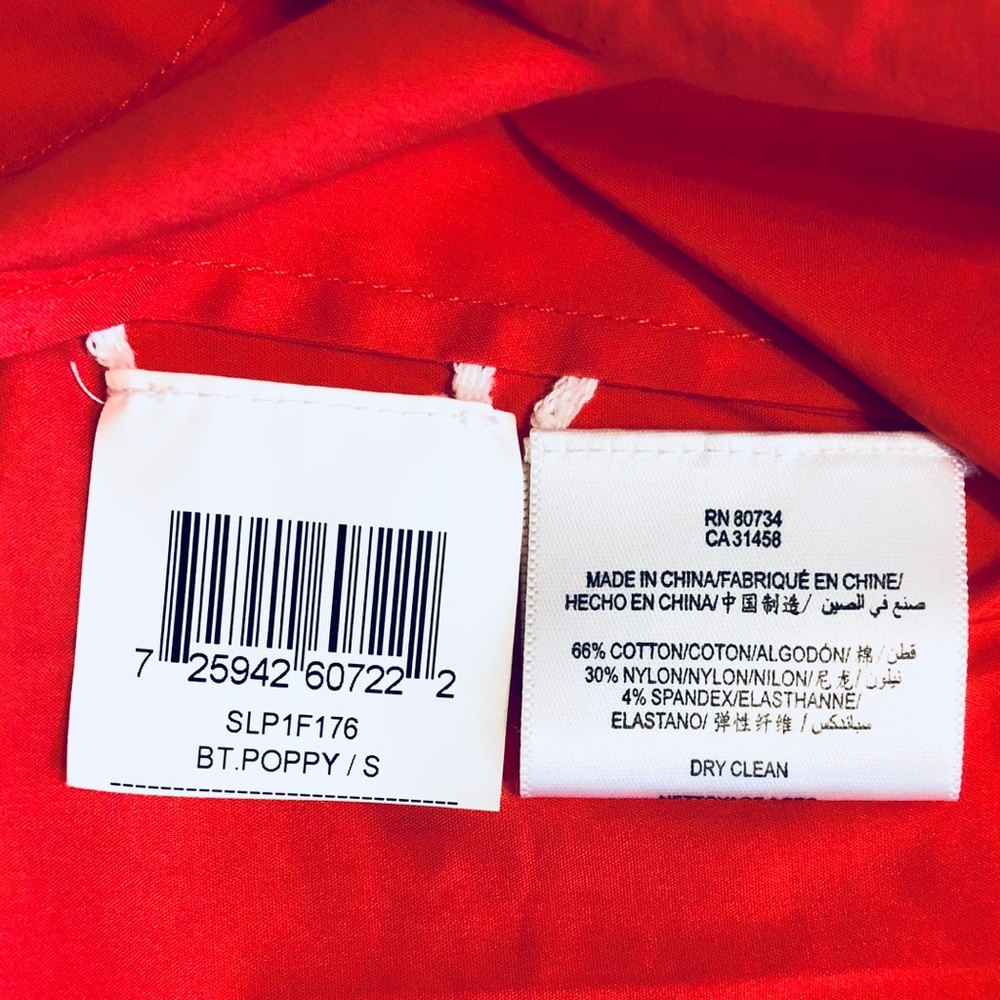 7 25942 60722 2
SLP1F176
BT.POPPY / S
RN 80734
CA 31458
MADE IN CHINA/FABRIQUÉ EN CHINE/
HECHO EN CHINA/中国制造/ صنع في الصين
66% COTTON/COTON/ALGODÓN/ 棉 / قطن
30% NYLON/NYLON/NILON/尼龙/ نيلون
4% SPANDEX/ELASTHANNE/
ELASTANO/ 弹性纤维 / سباندكس
DRY CLEAN